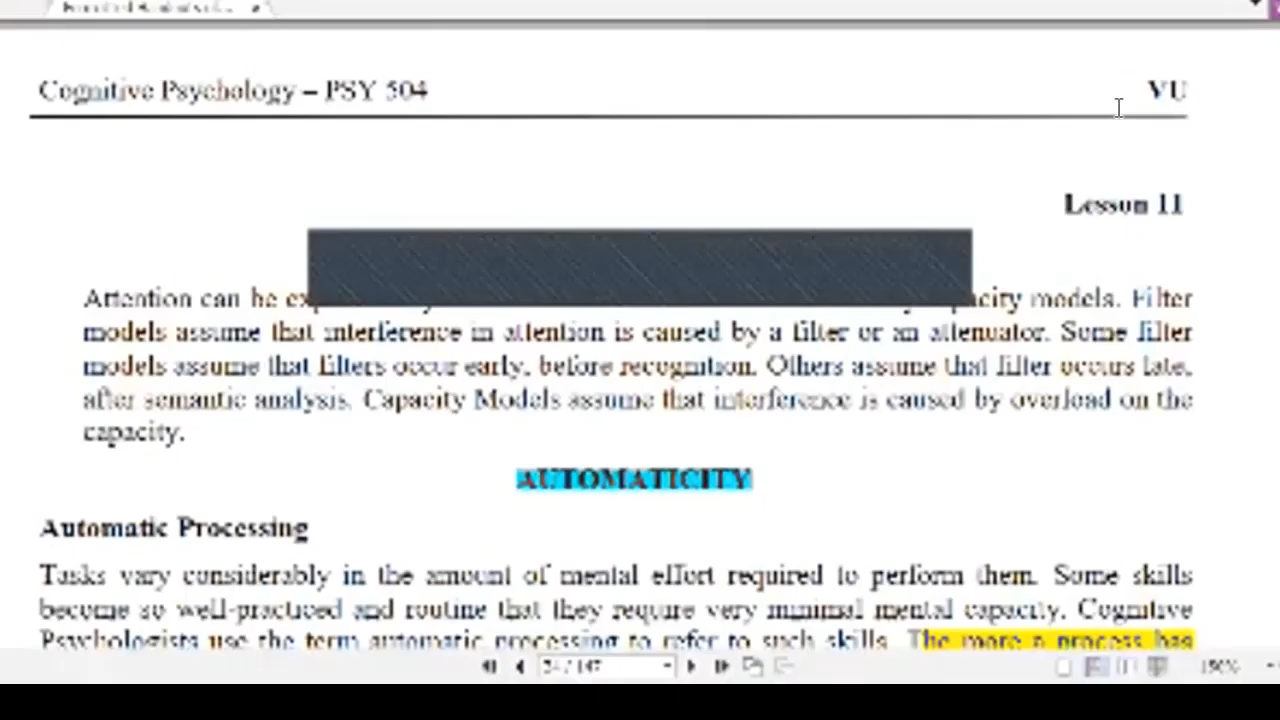 Cognitive Psychology – PSY 504 VU
Lesson 11
Attention can be acity models. Filter
models assume that interference in attention is caused by a filter or an attenuator. Some filter
models assume that filters occur early, before recognition. Others assume that filter occurs late,
after semantic analysis. Capacity Models assume that interference is caused by overload on the
capacity.
AUTOMATICITY
Automatic Processing
Tasks vary considerably in the amount of mental effort required to perform them. Some skills
become so well-practiced and routine that they require very minimal mental capacity. Cognitive
Psychologists use the term automatic processing to refer to such skills. The more a process has
150%